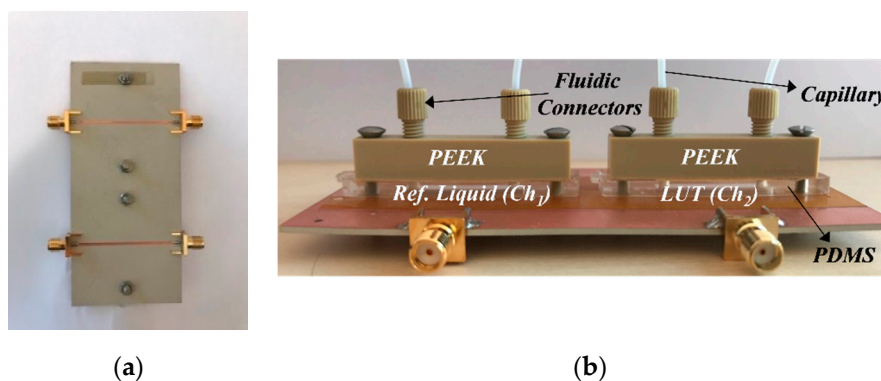 Fluidic
Connectors
Capillary
PEEK
PEEK
Ref. Liquid (Ch1)
LUT (Ch2)
PDMS
(a)
(b)